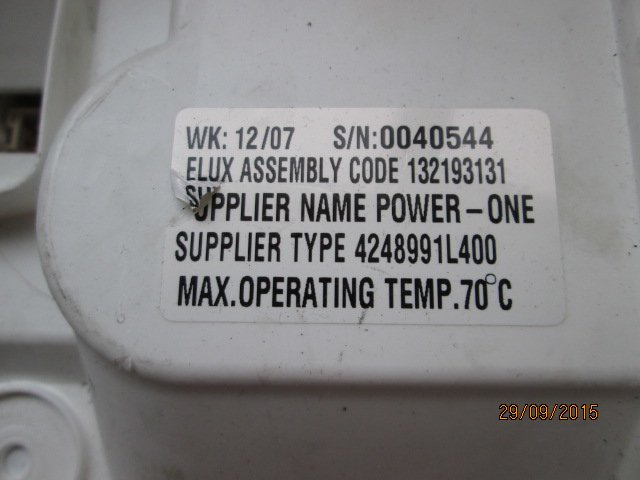 WK: 12/07 S/N:0040544
ELUX ASSEMBLY CODE 132193131
SUPPLIER NAME POWER-ONE
SUPPLIER TYPE 4248991L400
MAX.OPERATING TEMP.70°C
29/09/2015